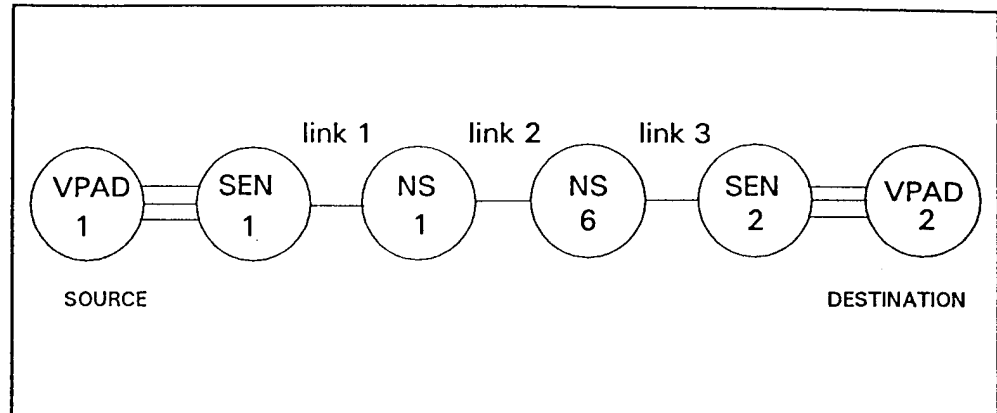 link 1 link 2 link 3
VPAD SEN NS NS SEN VPAD
1 1 1 6 2 2
SOURCE DESTINATION